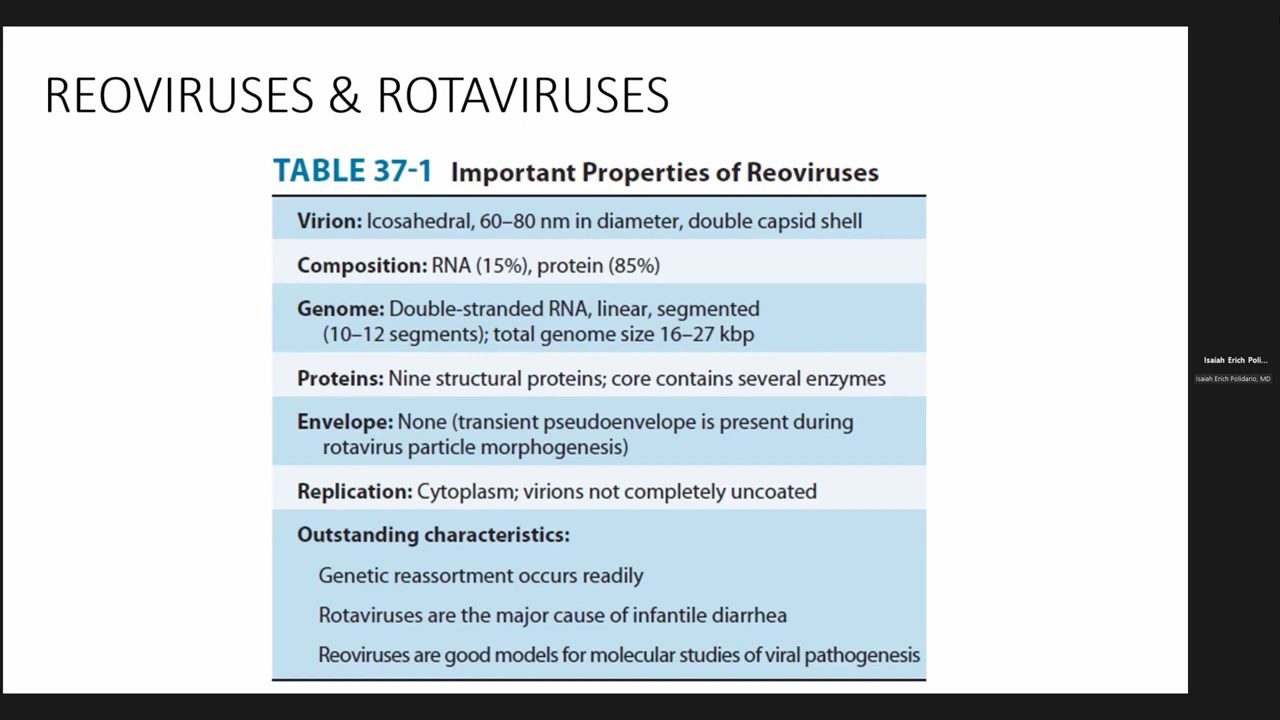 REOVIRUSES & ROTAVIRUSES
TABLE 37-1 Important Properties of Reoviruses
Virion: Icosahedral, 60–80 nm in diameter, double capsid shell
Composition: RNA (15%), protein (85%)
Genome: Double-stranded RNA, linear, segmented
(10–12 segments); total genome size 16–27 kbp
Proteins: Nine structural proteins; core contains several enzymes
Envelope: None (transient pseudoenvelope is present during
rotavirus particle morphogenesis)
Replication: Cytoplasm; virions not completely uncoated
Outstanding characteristics:
Genetic reassortment occurs readily
Rotaviruses are the major cause of infantile diarrhea
Reoviruses are good models for molecular studies of viral pathogenesis
Isaiah Erich Poli...
Isaiah Erich Polidario, MD